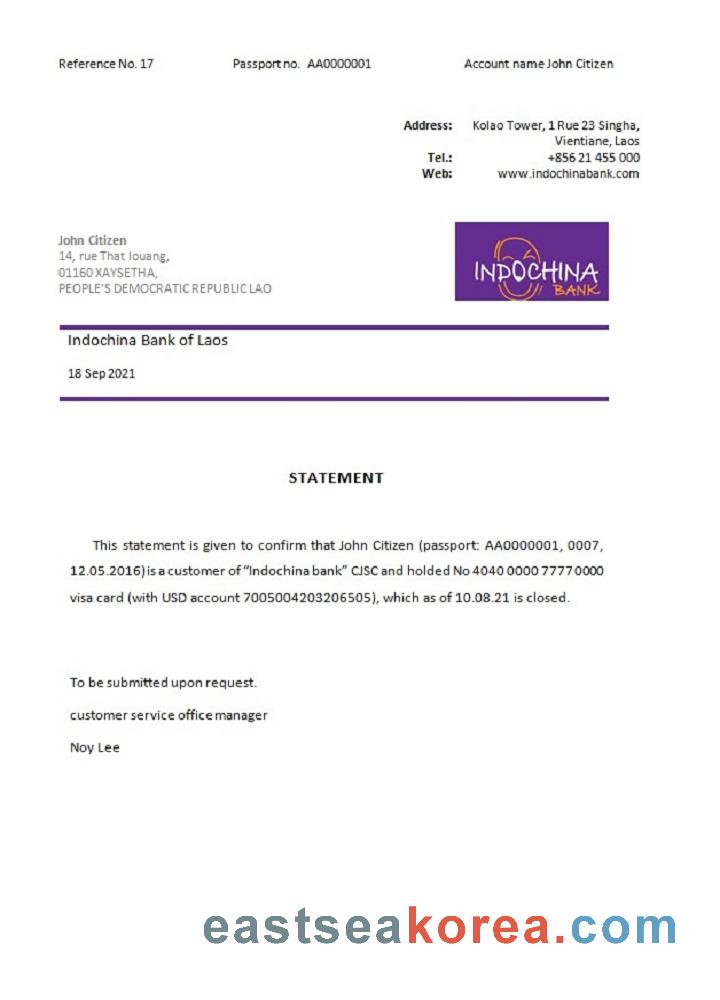 Reference No. 17 Passport no. AA0000001 Account name John Citizen
Address: Kolao Tower, 1 Rue 23 Singha,
Vientiane, Laos
Tel.: +856 21 455 000
Web: www.indochinabank.com
John Citizen
14, rue That louang,
01160 XAYSETHA,
PEOPLE'S DEMOCRATIC REPUBLIC LAO
INDOCHINA
BANK
Indochina Bank of Laos
18 Sep 2021
STATEMENT
This statement is given to confirm that John Citizen (passport: AA0000001, 0007,
12.05.2016) is a customer of "Indochina bank" CJSC and holded No 4040 0000 7777 0000
visa card (with USD account 7005004203206505), which as of 10.08.21 is closed.
To be submitted upon request.
customer service office manager
Noy Lee
eastseakorea.com